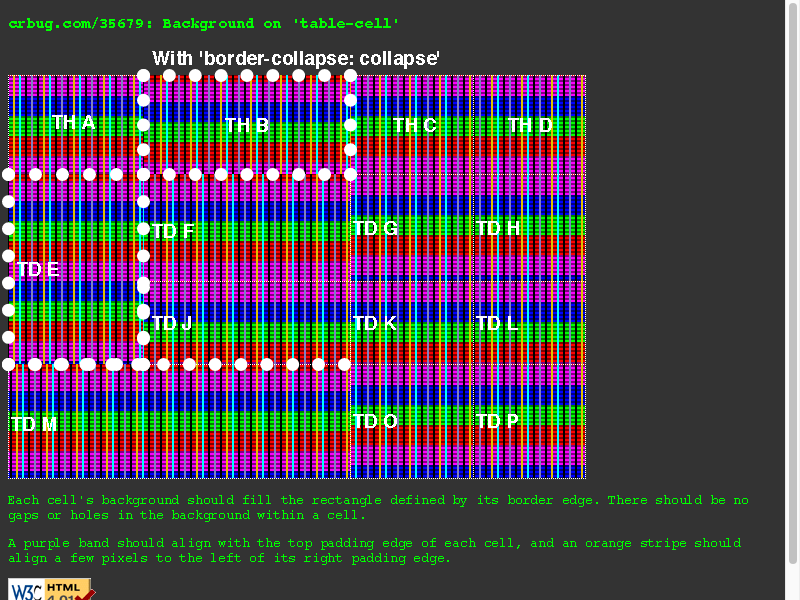 crbug.com/35679: Background on 'table-cell'
With 'border-collapse: collapse'
TH A TH B TH C TH D
TD E TD F TD G TD H
TD J TD K TD L
TD M TD O TD P
Each cell's background should fill the rectangle defined by its border edge. There should be no
gaps or holes in the background within a cell.
A purple band should align with the top padding edge of each cell, and an orange stripe should
align a few pixels to the left of its right padding edge.
W3C HTML
4.01